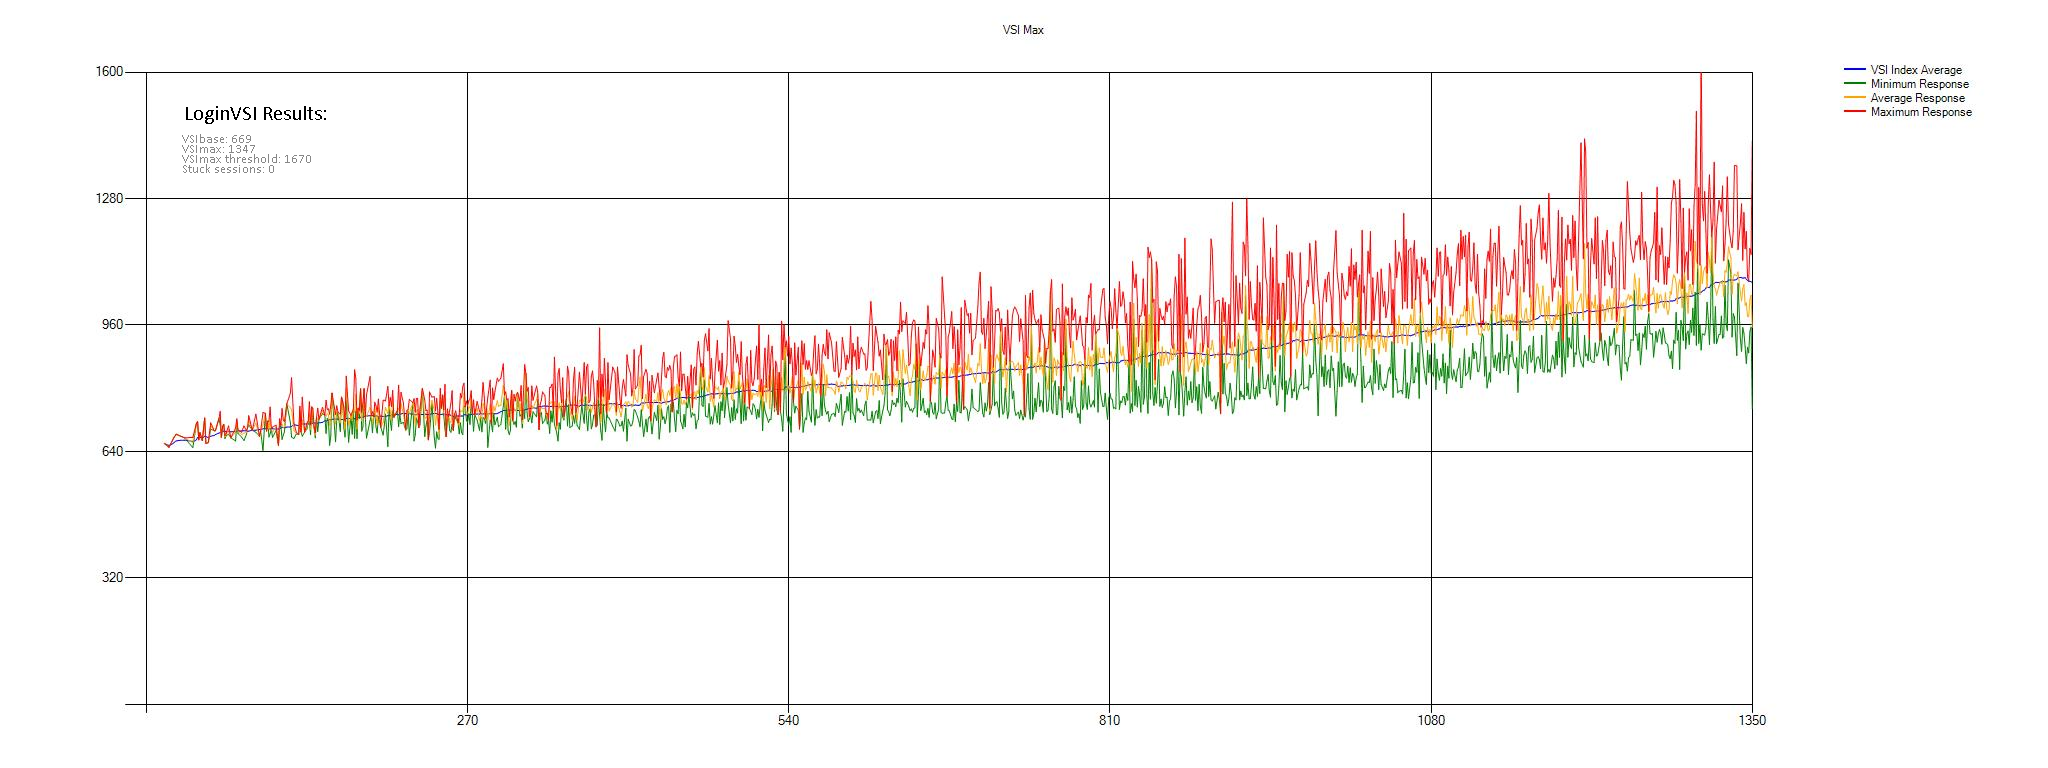 VSI Max
1600
1280
960
640
320
LoginVSI Results:
VSIbase: 669
VSImax: 1347
VSImax threshold: 1670
Stuck sessions: 0
270
540
810
1080
1350
VSI Index Average
Minimum Response
Average Response
Maximum Response